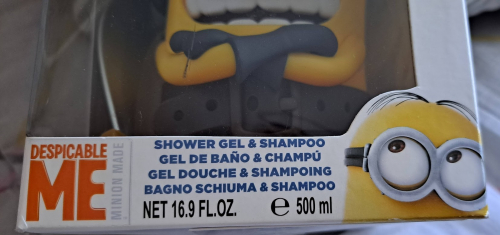 DESPICABLE
ME
MINION MADE
SHOWER GEL & SHAMPOO
GEL DE BAÑO & CHAMPÚ
GEL DOUCHE & SHAMPOING
BAGNO SCHIUMA & SHAMPOO
NET 16.9 FL.OZ. ℮ 500 ml